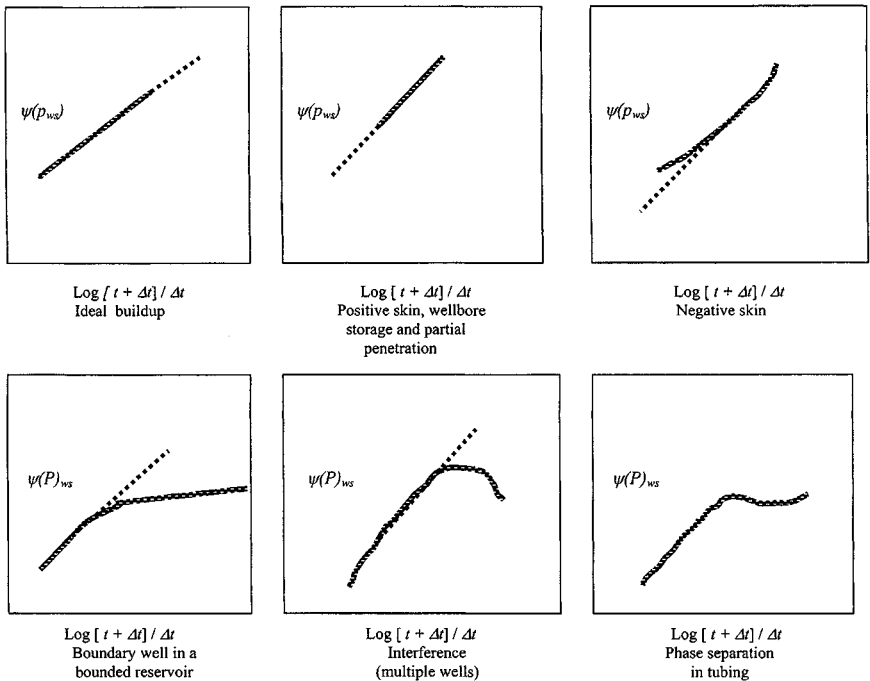 ψ(pws)
ψ(pws)
ψ(pws)
Log [ t + Δt] / Δt
Ideal buildup
Log [ t + Δt] / Δt
Positive skin, wellbore
storage and partial
penetration
Log [ t + Δt] / Δt
Negative skin
ψ(P)ws
ψ(P)ws
ψ(P)ws
Log [ t + Δt] / Δt
Boundary well in a
bounded reservoir
Log [ t + Δt] / Δt
Interference
(multiple wells)
Log [ t + Δt] / Δt
Phase separation
in tubing